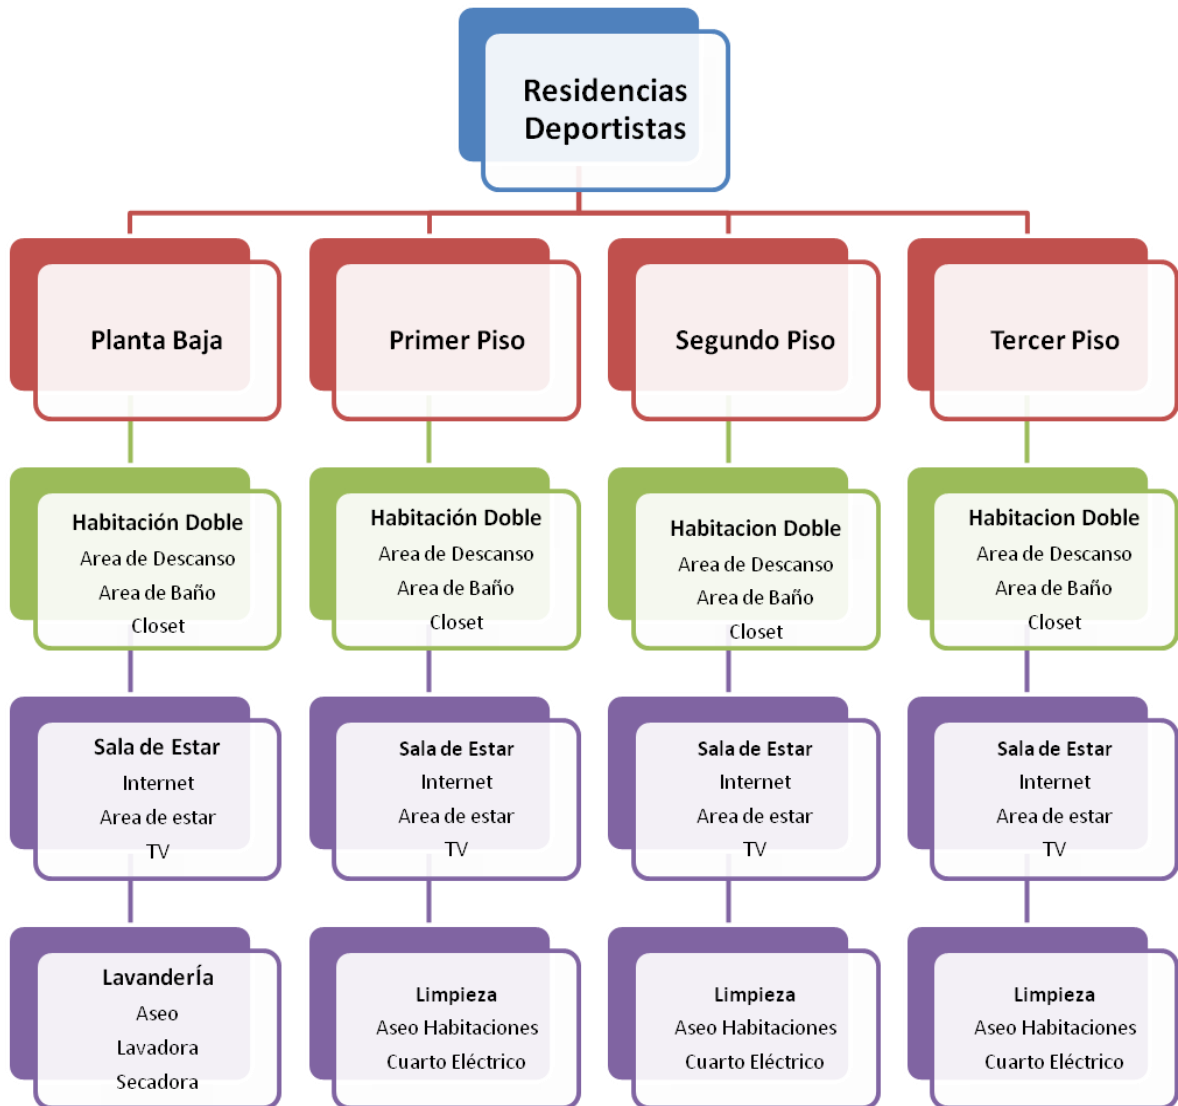 Residencias
Deportistas
Planta Baja
Primer Piso
Segundo Piso
Tercer Piso
Habitación Doble
Area de Descanso
Area de Baño
Closet
Habitación Doble
Area de Descanso
Area de Baño
Closet
Habitacion Doble
Area de Descanso
Area de Baño
Closet
Habitacion Doble
Area de Descanso
Area de Baño
Closet
Sala de Estar
Internet
Area de estar
TV
Sala de Estar
Internet
Area de estar
TV
Sala de Estar
Internet
Area de estar
TV
Sala de Estar
Internet
Area de estar
TV
LavanderÍa
Aseo
Lavadora
Secadora
Limpieza
Aseo Habitaciones
Cuarto Eléctrico
Limpieza
Aseo Habitaciones
Cuarto Eléctrico
Limpieza
Aseo Habitaciones
Cuarto Eléctrico